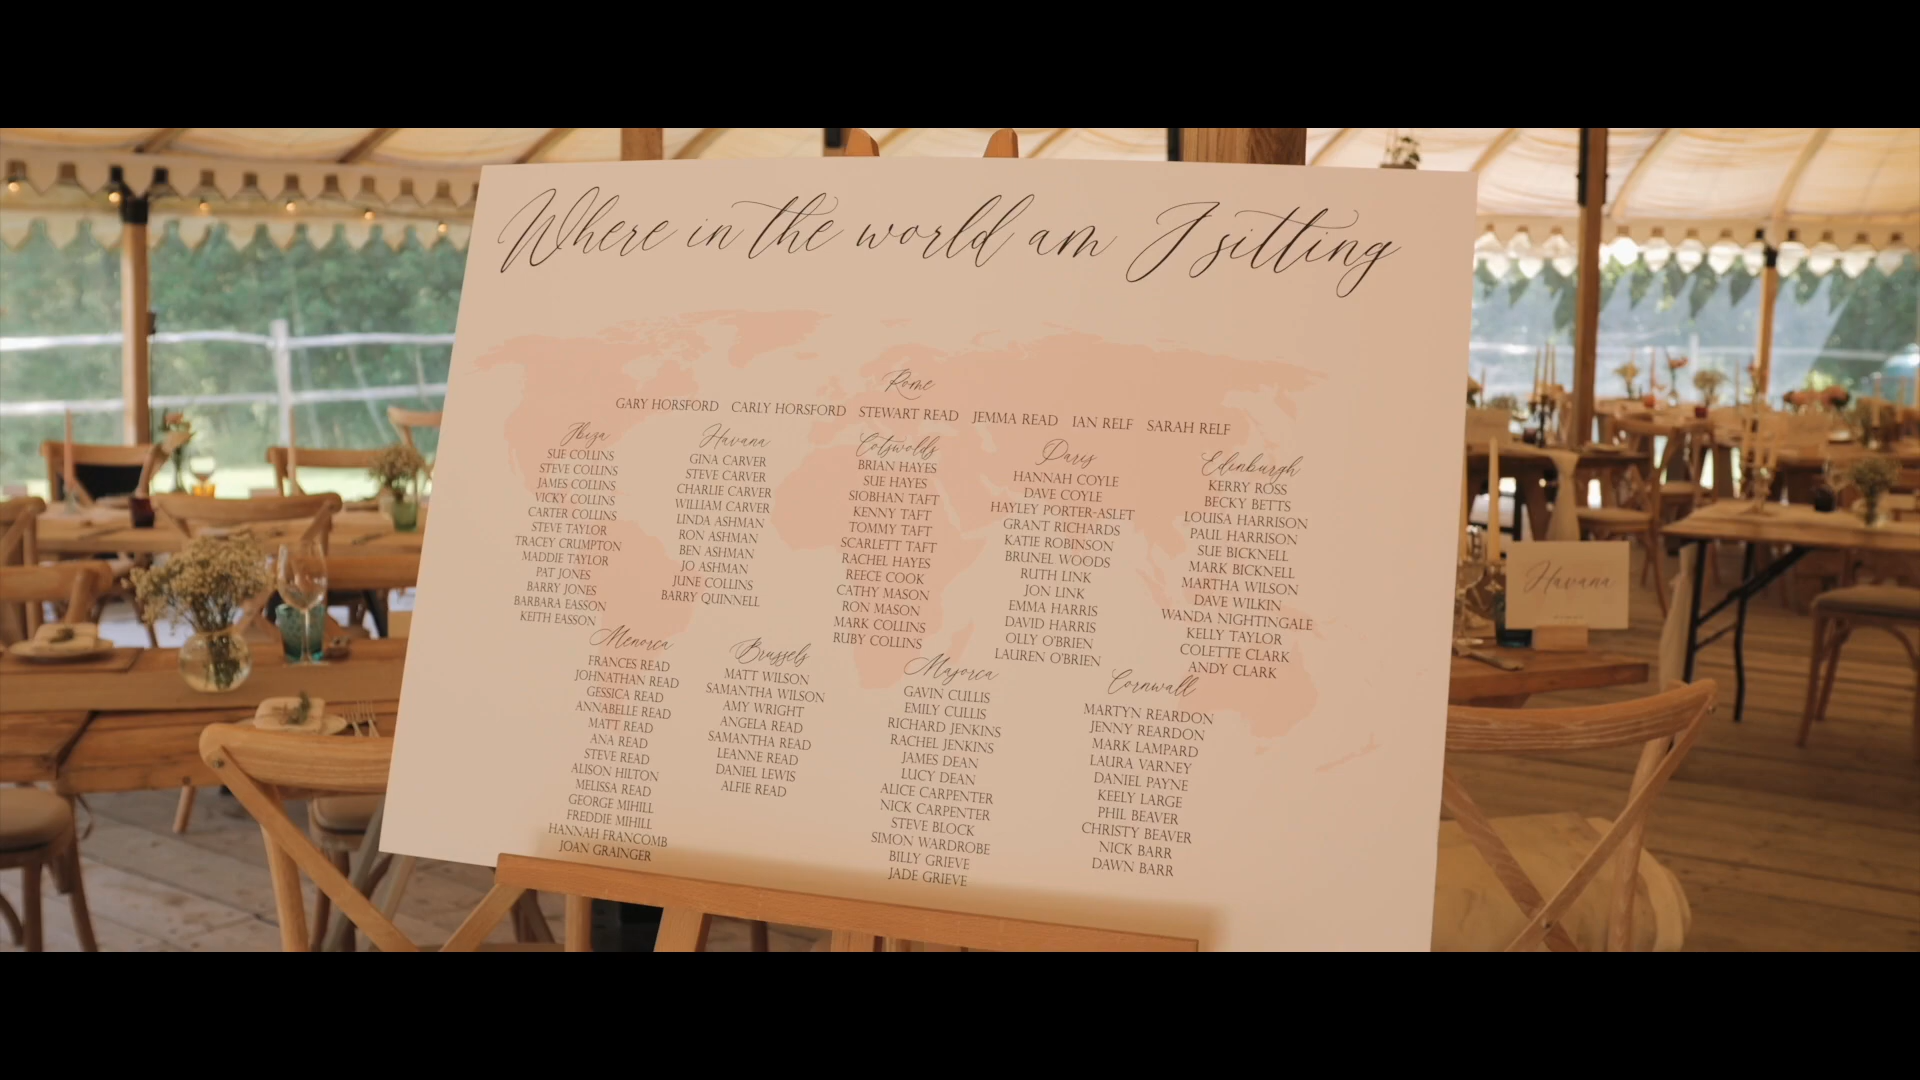 Where in the world am I sitting
Rome
GARY HORSFORD CARLY HORSFORD STEWART READ JEMMA READ IAN RELF SARAH RELF
Ibiza
SUE COLLINS
STEVE COLLINS
JAMES COLLINS
VICKY COLLINS
CARTER COLLINS
STEVE TAYLOR
TRACEY CRUMPTON
MADDIE TAYLOR
PAT JONES
BARRY JONES
BARBARA EASSON
KEITH EASSON
Havana
GINA CARVER
STEVE CARVER
CHARLIE CARVER
WILLIAM CARVER
LINDA ASHMAN
RON ASHMAN
BEN ASHMAN
JO ASHMAN
JUNE COLLINS
BARRY QUINNELL
Cotswolds
BRIAN HAYES
SUE HAYES
SIOBHAN TAFT
KENNY TAFT
TOMMY TAFT
SCARLETT TAFT
RACHEL HAYES
REECE COOK
CATHY MASON
RON MASON
MARK COLLINS
RUBY COLLINS
Paris
HANNAH COYLE
DAVE COYLE
HAYLEY PORTER-ASLET
GRANT RICHARDS
KATIE ROBINSON
BRUNEL WOODS
RUTH LINK
JON LINK
EMMA HARRIS
DAVID HARRIS
OLLY O'BRIEN
LAUREN O'BRIEN
Edinburgh
KERRY ROSS
BECKY BETTS
LOUISA HARRISON
PAUL HARRISON
SUE BICKNELL
MARK BICKNELL
MARTHA WILSON
DAVE WILKIN
WANDA NIGHTINGALE
KELLY TAYLOR
COLETTE CLARK
ANDY CLARK
Menorca
FRANCES READ
JOHNATHAN READ
GESSICA READ
ANNABELLE READ
MATT READ
ANA READ
STEVE READ
ALISON HILTON
MELISSA READ
GEORGE MIHILL
FREDDIE MIHILL
HANNAH FRANCOMB
JOAN GRAINGER
Brussels
MATT WILSON
SAMANTHA WILSON
AMY WRIGHT
ANGELA READ
SAMANTHA READ
LEANNE READ
DANIEL LEWIS
ALFIE READ
Majorca
GAVIN CULLIS
EMILY CULLIS
RICHARD JENKINS
RACHEL JENKINS
JAMES DEAN
LUCY DEAN
ALICE CARPENTER
NICK CARPENTER
STEVE BLOCK
SIMON WARDROBE
BILLY GRIEVE
JADE GRIEVE
Cornwall
MARTYN REARDON
JENNY REARDON
MARK LAMPARD
LAURA VARNEY
DANIEL PAYNE
KEELY LARGE
PHIL BEAVER
CHRISTY BEAVER
NICK BARR
DAWN BARR
Havana